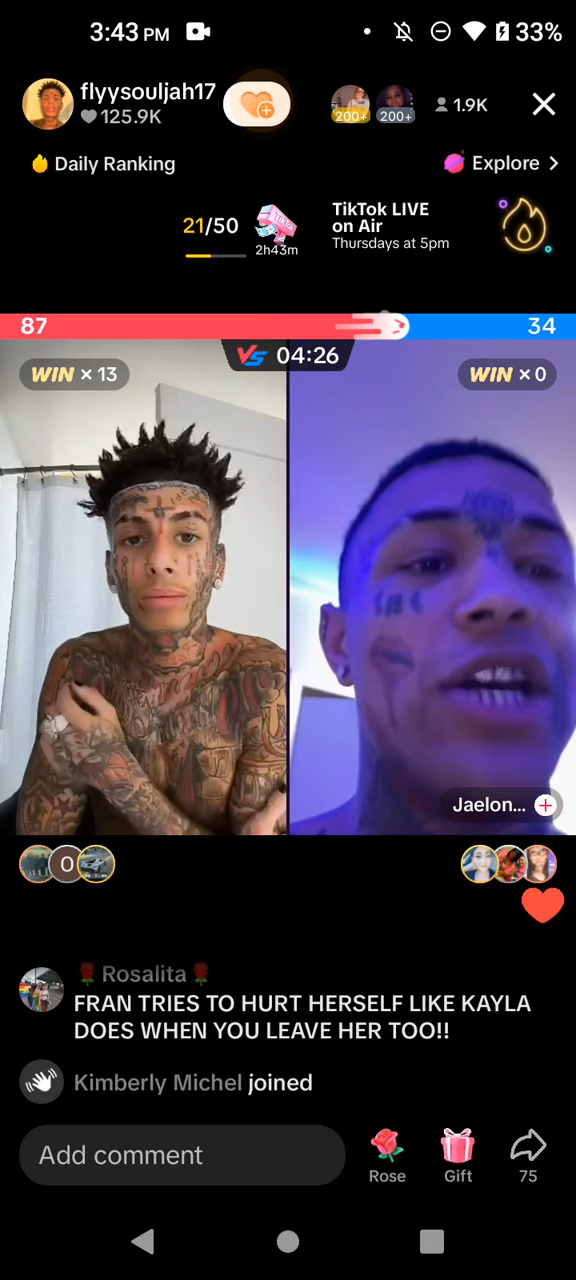 3:43 PM
33%
flyysouljah17
125.9K
200+
200+
1.9K
Daily Ranking
Explore
21/50
TikTok
2h43m
TikTok LIVE
on Air
Thursdays at 5pm
87
34
VS 04:26
WIN × 13
WIN × 0
Jaelon...
O
Rosalita
FRAN TRIES TO HURT HERSELF LIKE KAYLA
DOES WHEN YOU LEAVE HER TOO!!
Kimberly Michel joined
Add comment
Rose
Gift
75